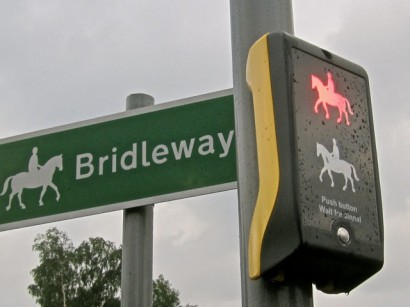 Bridleway
Push button
Wait for signal